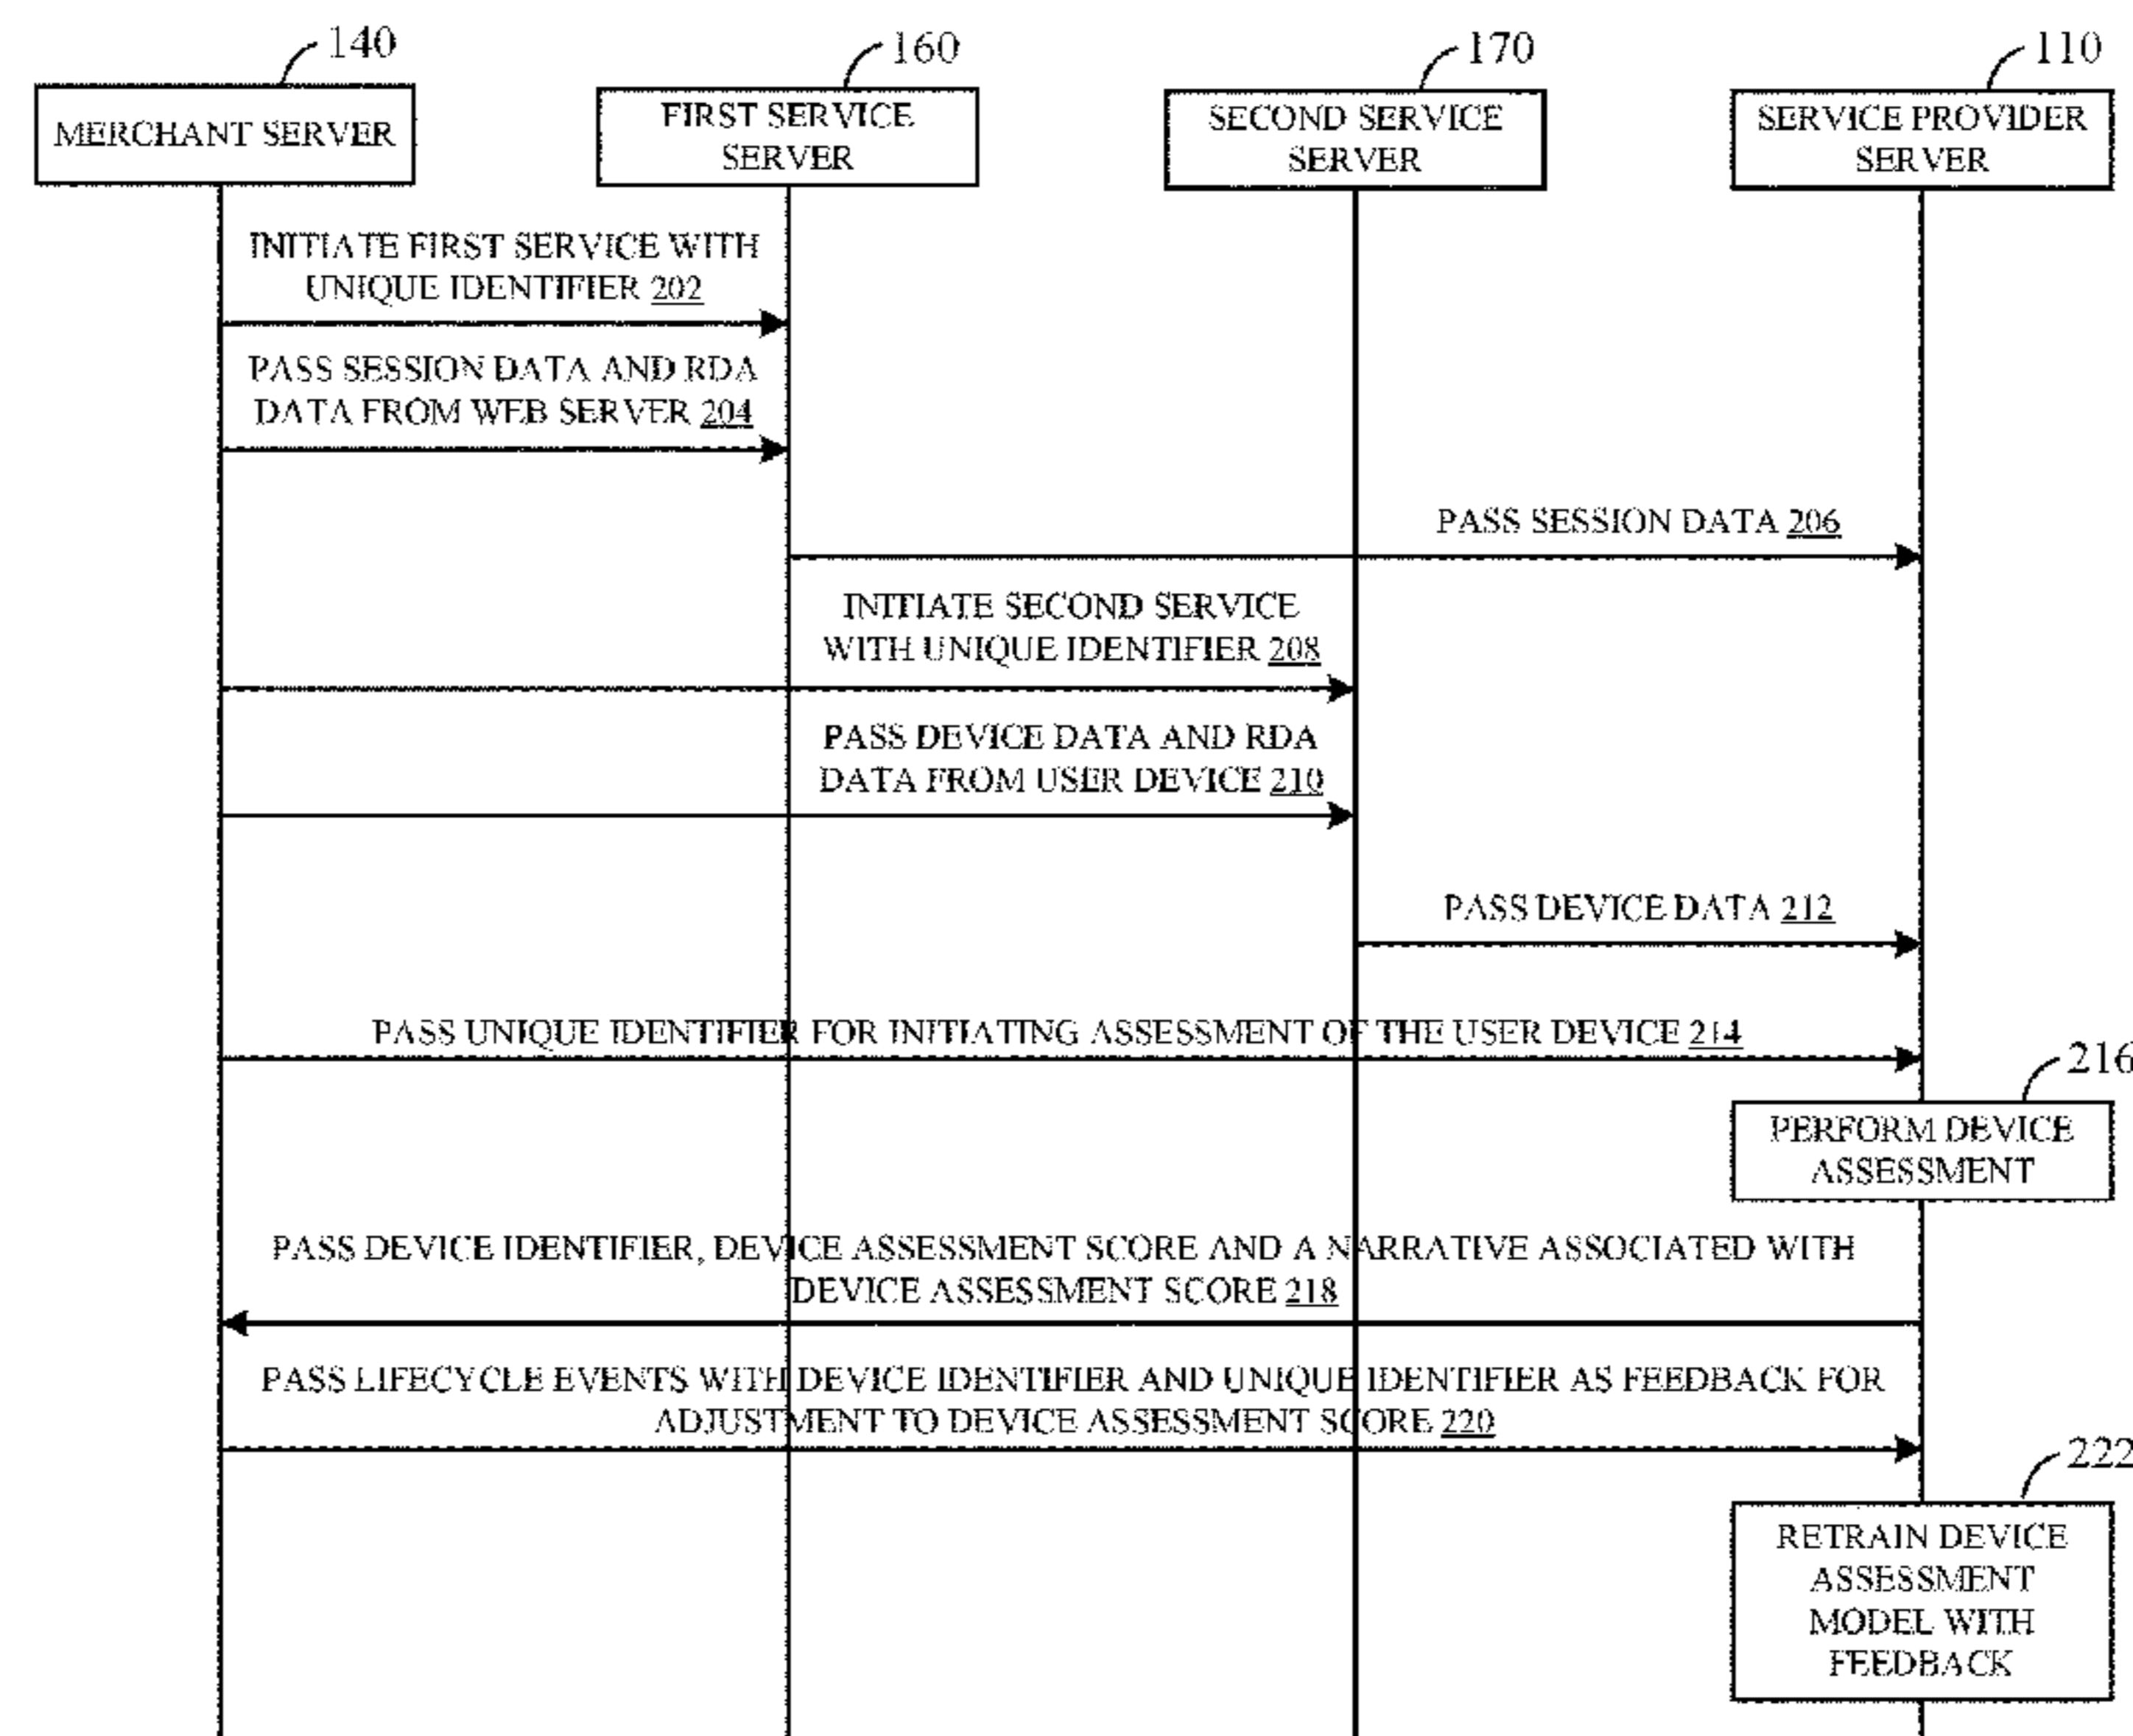 140
160
170
110
MERCHANT SERVER
FIRST SERVICE
SERVER
SECOND SERVICE
SERVER
SERVICE PROVIDER
SERVER
INITIATE FIRST SERVICE WITH
UNIQUE IDENTIFIER 202
PASS SESSION DATA AND RDA
DATA FROM WEB SERVER 204
PASS SESSION DATA 206
INITIATE SECOND SERVICE
WITH UNIQUE IDENTIFIER 208
PASS DEVICE DATA AND RDA
DATA FROM USER DEVICE 210
PASS DEVICE DATA 212
PASS UNIQUE IDENTIFIER FOR INITIATING ASSESSMENT OF THE USER DEVICE 214
216
PERFORM DEVICE
ASSESSMENT
PASS DEVICE IDENTIFIER, DEVICE ASSESSMENT SCORE AND A NARRATIVE ASSOCIATED WITH
DEVICE ASSESSMENT SCORE 218
PASS LIFECYCLE EVENTS WITH DEVICE IDENTIFIER AND UNIQUE IDENTIFIER AS FEEDBACK FOR
ADJUSTMENT TO DEVICE ASSESSMENT SCORE 220
222
RETRAIN DEVICE
ASSESSMENT
MODEL WITH
FEEDBACK